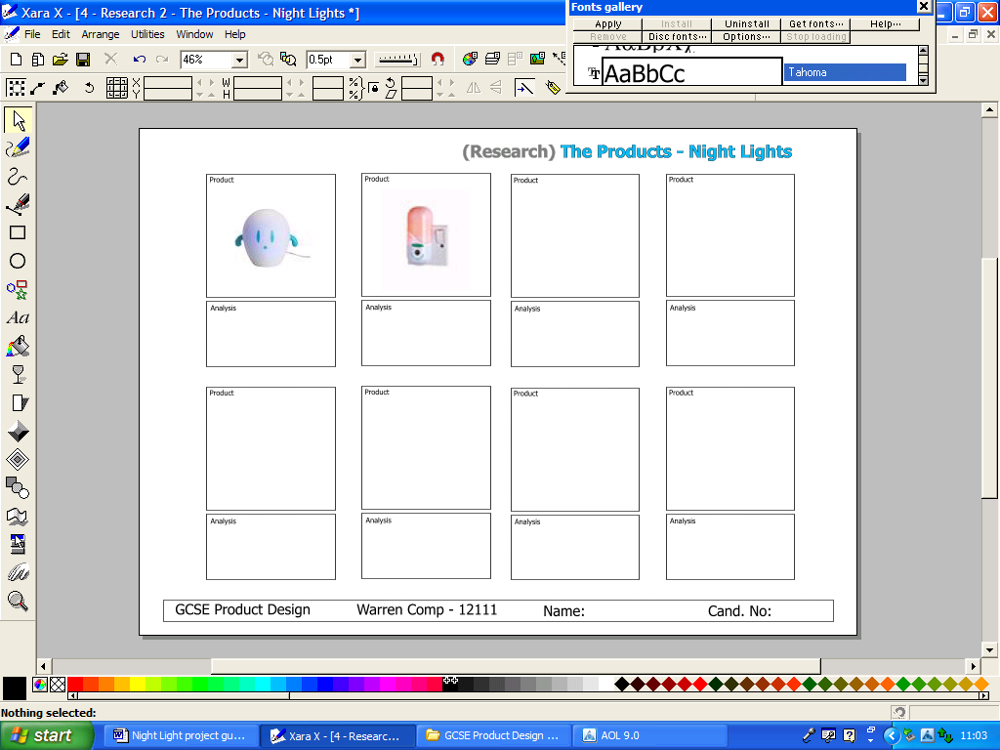 Xara X - [4 - Research 2 - The Products - Night Lights *]
Fonts gallery
File Edit Arrange Utilities Window Help
Apply Install Uninstall Get fonts... Help...
Remove Disc fonts... Options... Stop loading
46% 0.5pt
AaBbCc Tahoma
X Y W H % %
(Research) The Products - Night Lights
Product Product Product Product
Analysis Analysis Analysis Analysis
Product Product Product Product
Analysis Analysis Analysis Analysis
GCSE Product Design Warren Comp - 12111 Name: Cand. No:
Nothing selected:
start Night Light project gu... Xara X - [4 - Researc... GCSE Product Design ... AOL 9.0 11:03